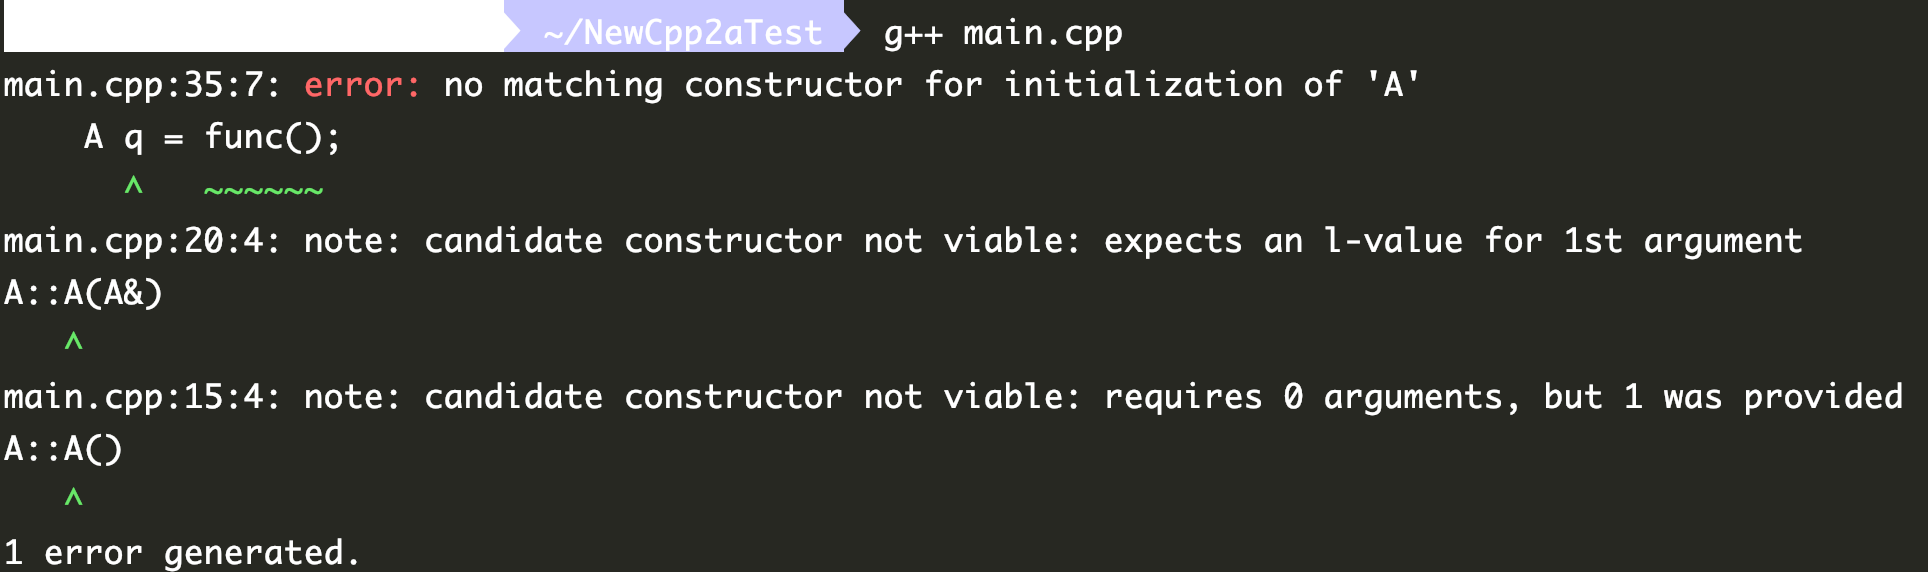 ~/NewCpp2aTest g++ main.cpp
main.cpp:35:7: error: no matching constructor for initialization of 'A'
    A q = func();
      ^   ~~~~~~
main.cpp:20:4: note: candidate constructor not viable: expects an l-value for 1st argument
A::A(A&)
   ^
main.cpp:15:4: note: candidate constructor not viable: requires 0 arguments, but 1 was provided
A::A()
   ^
1 error generated.